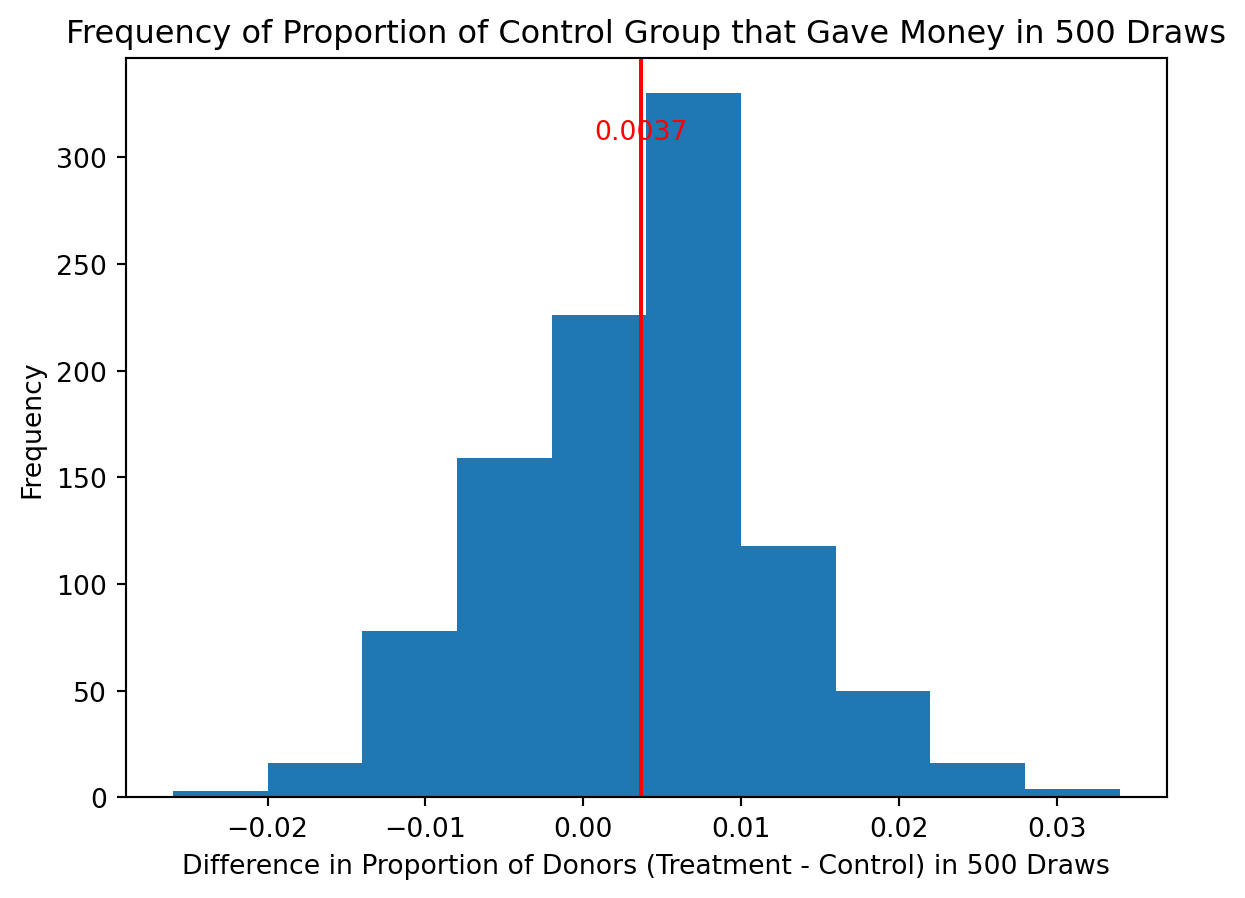 Frequency of Proportion of Control Group that Gave Money in 500 Draws
0.0037
300
250
200
150
100
50
0
Frequency
−0.02 −0.01 0.00 0.01 0.02 0.03
Difference in Proportion of Donors (Treatment - Control) in 500 Draws